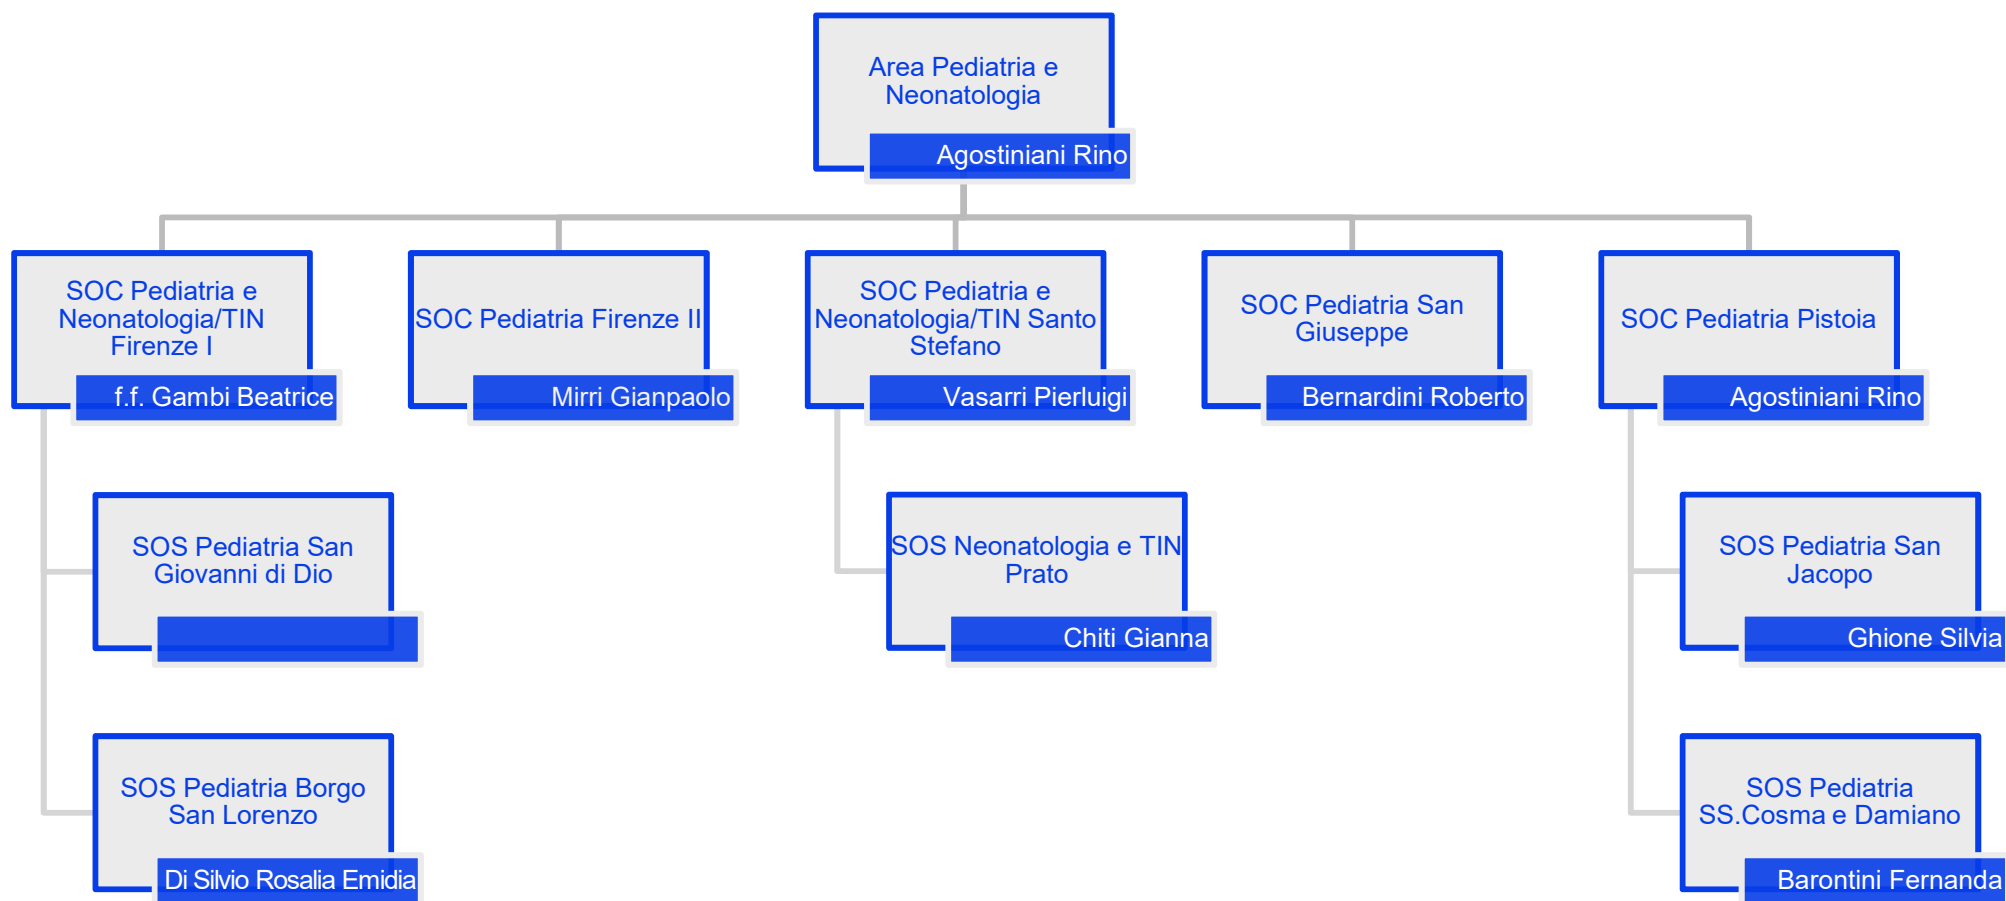 Area Pediatria e
Neonatologia
Agostiniani Rino
SOC Pediatria e
Neonatologia/TIN
Firenze I
f.f. Gambi Beatrice
SOC Pediatria Firenze II
Mirri Gianpaolo
SOC Pediatria e
Neonatologia/TIN Santo
Stefano
Vasarri Pierluigi
SOC Pediatria San
Giuseppe
Bernardini Roberto
SOC Pediatria Pistoia
Agostiniani Rino
SOS Pediatria San
Giovanni di Dio
SOS Neonatologia e TIN
Prato
Chiti Gianna
SOS Pediatria San
Jacopo
Ghione Silvia
SOS Pediatria Borgo
San Lorenzo
Di Silvio Rosalia Emidia
SOS Pediatria
SS.Cosma e Damiano
Barontini Fernanda